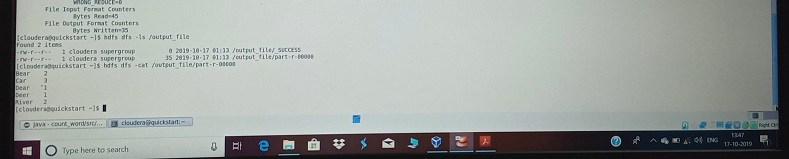 WRONG_REDUCE=0
File Input Format Counters
Bytes Read=45
File Output Format Counters
Bytes Written=35
[cloudera@quickstart ~]$ hdfs dfs -ls /output_file
Found 2 items
-rw-r--r-- 1 cloudera supergroup 0 2019-10-17 01:13 /output_file/_SUCCESS
-rw-r--r-- 1 cloudera supergroup 35 2019-10-17 01:13 /output_file/part-r-00000
[cloudera@quickstart ~]$ hdfs dfs -cat /output_file/part-r-00000
Bear 2
Car 3
Dear 1
Deer 1
River 2
[cloudera@quickstart ~]$
Java - count_word/src/... cloudera@quickstart:~
Right Ctrl
Type here to search
ENG
13:47
17-10-2019